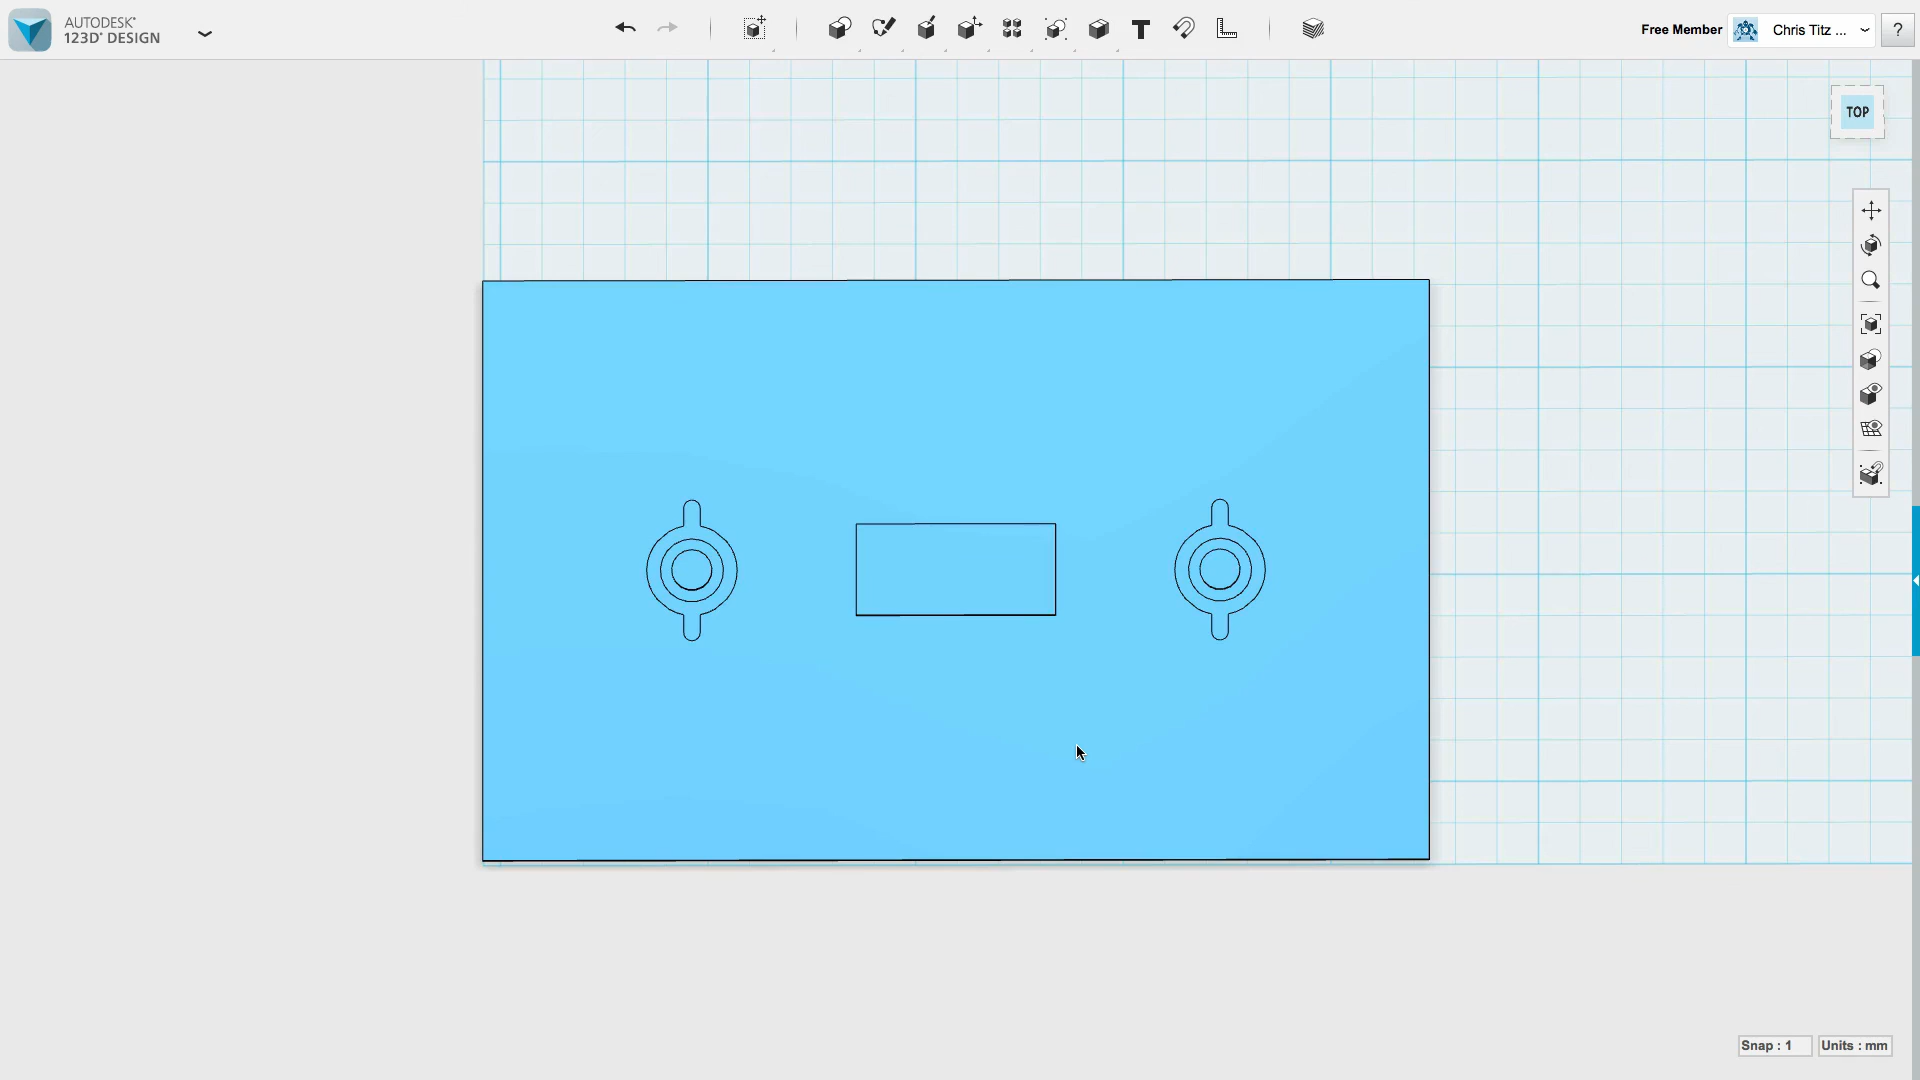 AUTODESK®
123D® DESIGN
Free Member
Chris Titz ...
?
TOP
Snap : 1
Units : mm